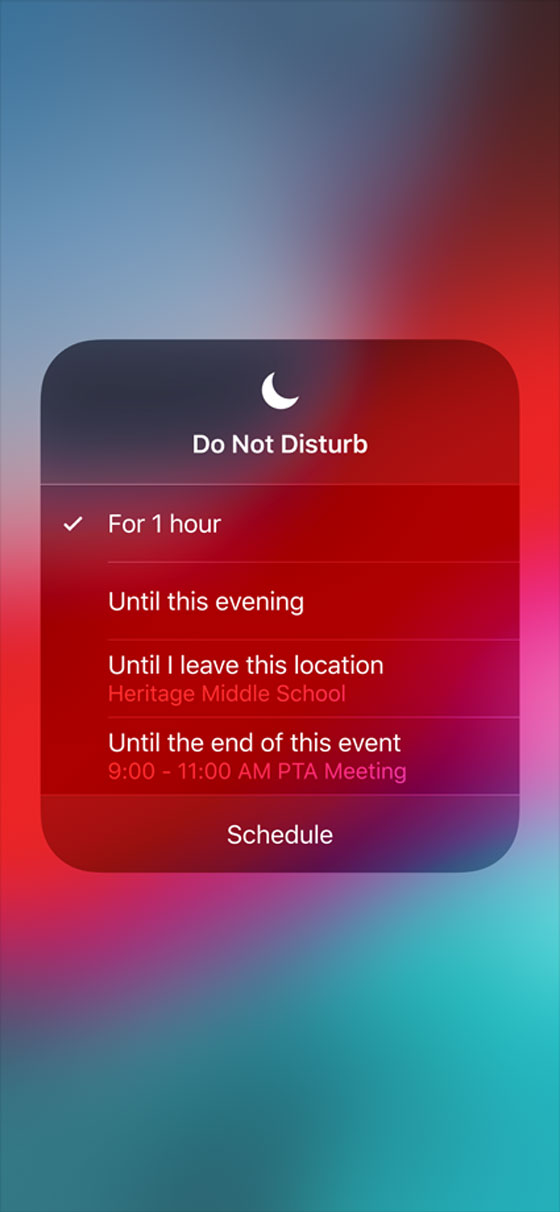 Do Not Disturb
For 1 hour
Until this evening
Until I leave this location
Heritage Middle School
Until the end of this event
9:00 - 11:00 AM PTA Meeting
Schedule